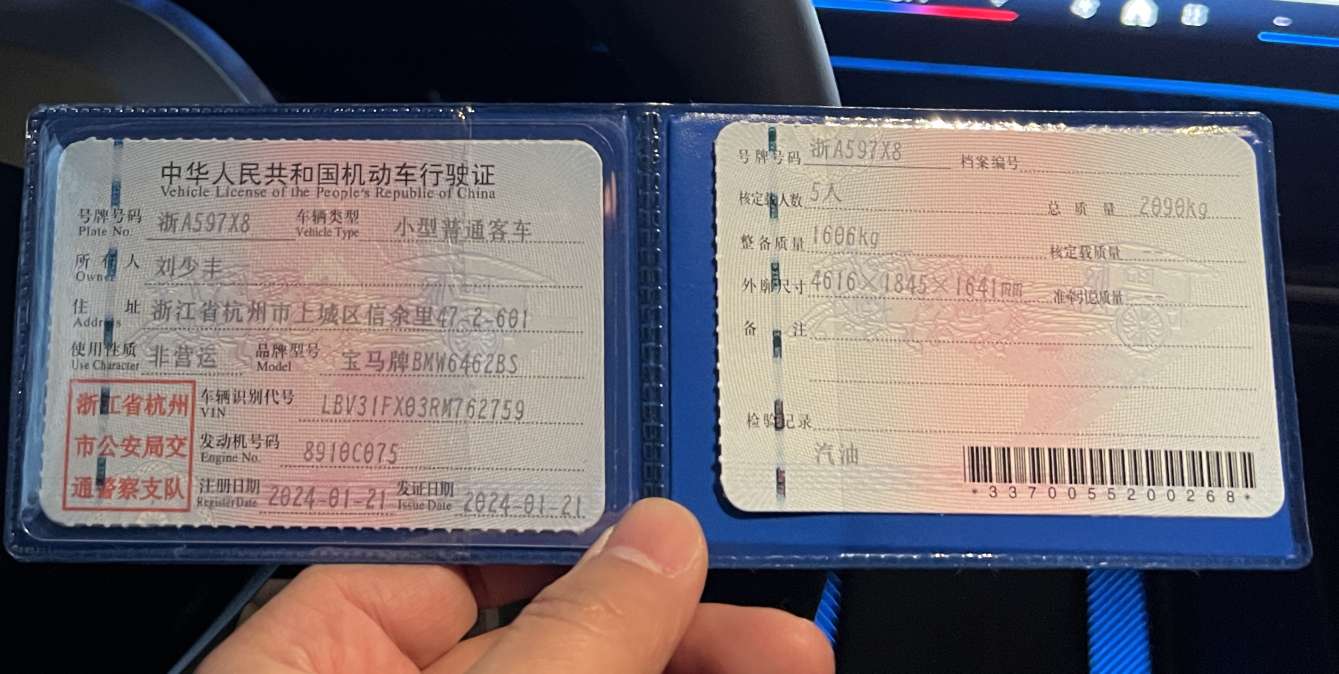 中华人民共和国机动车行驶证
Vehicle License of the People's Republic of China
号牌号码 浙A597X8 车辆类型 小型普通客车
Plate No. Vehicle Type
所有人 刘少丰
Owner
住址 浙江省杭州市上城区信余里47-2-601
Address
使用性质 非营运 品牌型号 宝马牌BMW6462BS
Use Character Model
浙江省杭州
市公安局交
通警察支队
车辆识别代号 LBV31FX03RM762759
VIN
发动机号码 8910C075
Engine No.
注册日期 2024-01-21 发证日期 2024-01-21
Register Date Issue Date
号牌号码 浙A597X8 档案编号
核定载人数 5人 总质量 2090kg
整备质量 1606kg 核定载质量 --
外廓尺寸 4616×1845×1641mm 准牵引总质量
备注
检验记录
汽油
*3370056200268*